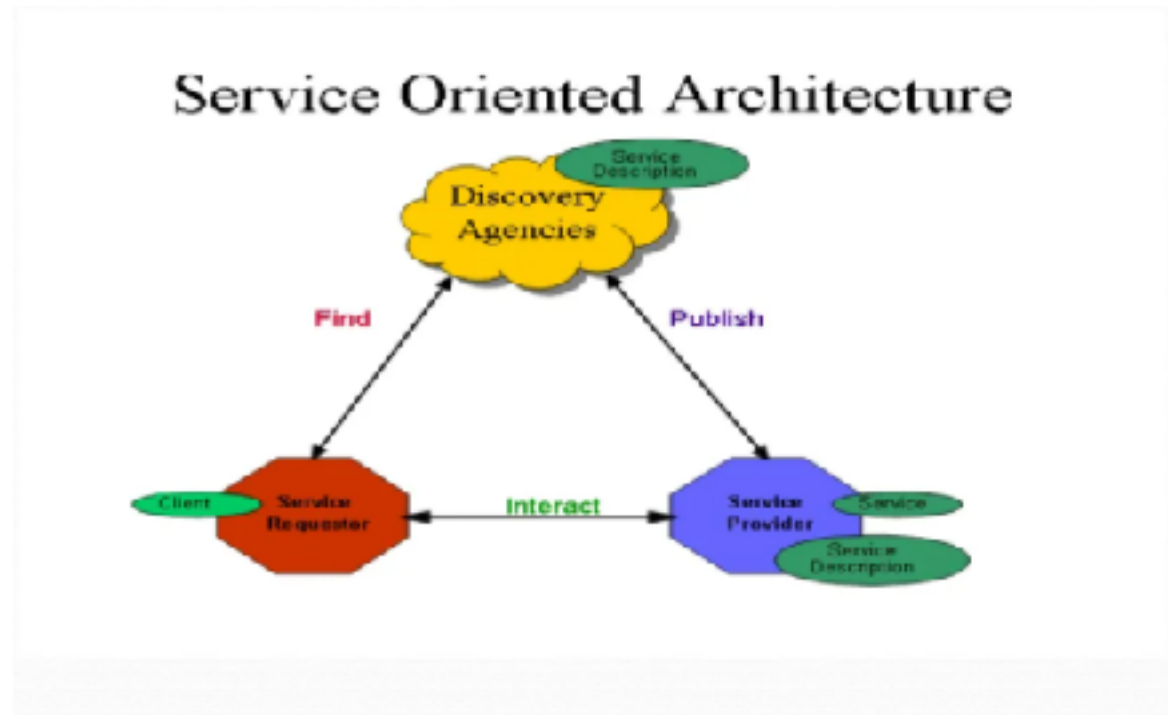 Service Oriented Architecture
Service
Description
Discovery
Agencies
Find
Publish
Client
Service
Requester
Interact
Service
Provider
Service
Service
Description